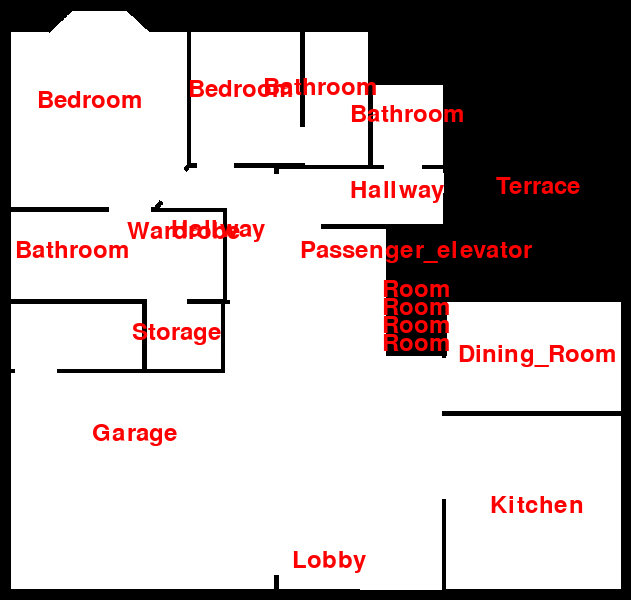 Bedroom
Bedroom
Bathroom
Bathroom
Hallway
Terrace
Wardrobe
Hallway
Bathroom
Passenger_elevator
Room
Room
Room
Room
Storage
Dining_Room
Garage
Kitchen
Lobby